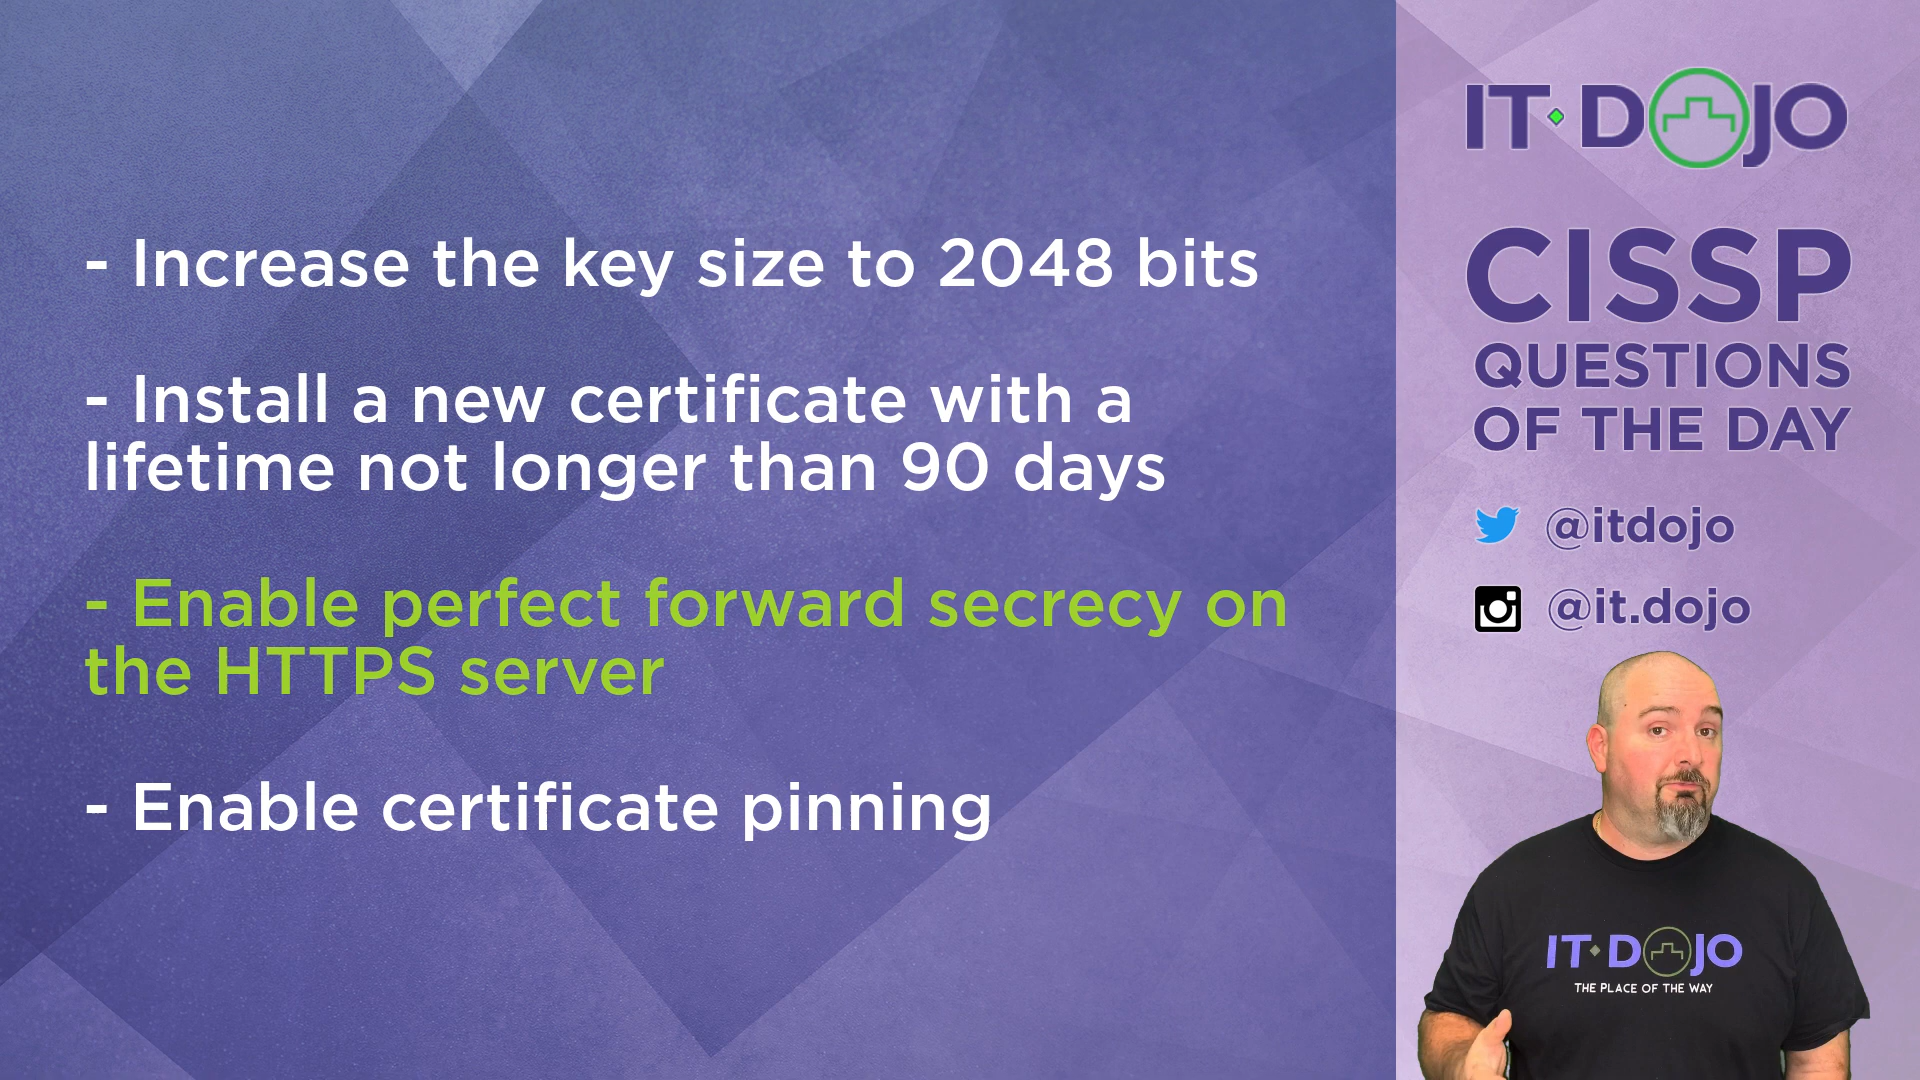 - Increase the key size to 2048 bits
- Install a new certificate with a
lifetime not longer than 90 days
- Enable perfect forward secrecy on
the HTTPS server
- Enable certificate pinning
IT DOJO
CISSP
QUESTIONS
OF THE DAY
@itdojo
@it.dojo
IT DOJO
THE PLACE OF THE WAY